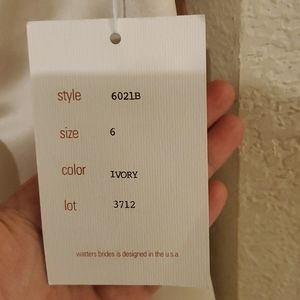 style 6021B
size 6
color IVORY
lot 3712
watters brides is designed in the u.s.a